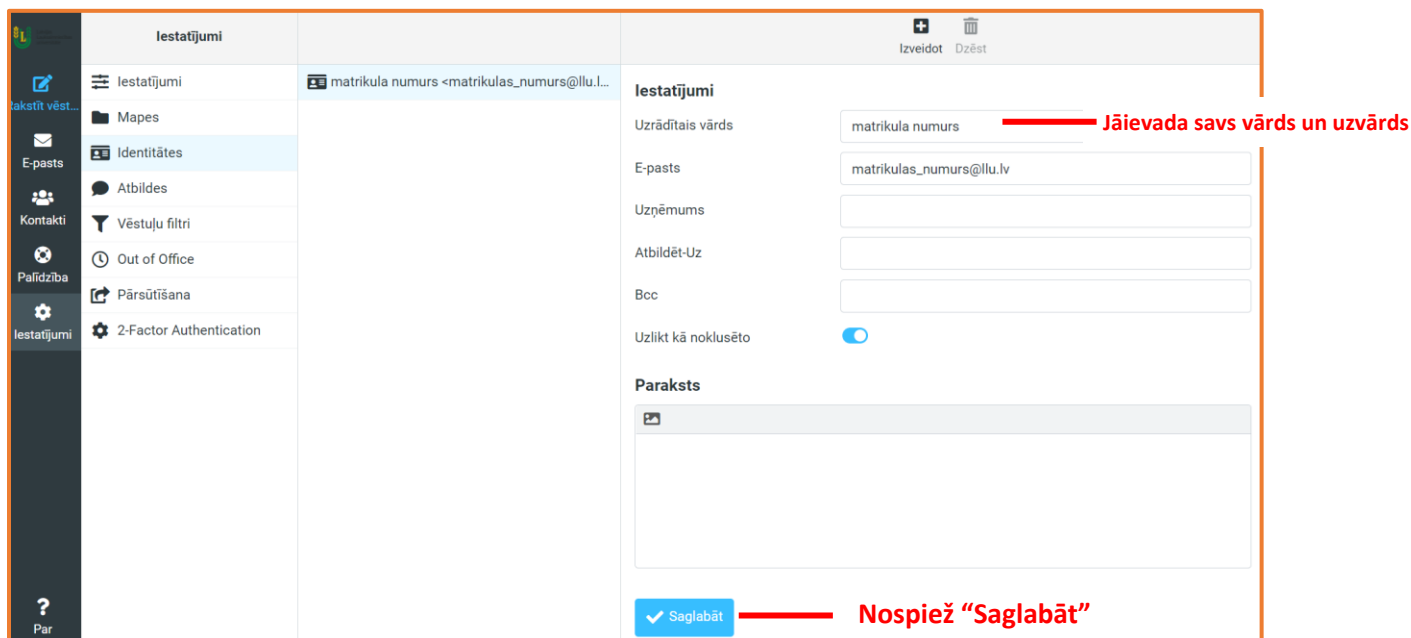 Iestatījumi
Izveidot Dzēst
Rakstīt vēst...
E-pasts
Kontakti
Palīdzība
Iestatījumi
Par
Iestatījumi
Mapes
Identitātes
Atbildes
Vēstuļu filtri
Out of Office
Pārsūtīšana
2-Factor Authentication
matrikula numurs <matrikulas_numurs@llu.l...
Iestatījumi
Uzrādītais vārds matrikula numurs Jāievada savs vārds un uzvārds
E-pasts matrikulas_numurs@llu.lv
Uzņēmums
Atbildēt-Uz
Bcc
Uzlikt kā noklusēto
Paraksts
Saglabāt Nospiež “Saglabāt”